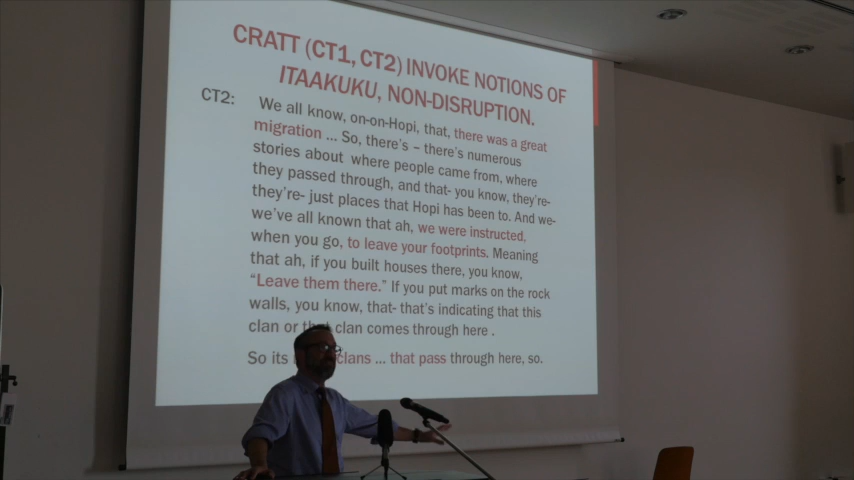 CRATT (CT1, CT2) INVOKE NOTIONS OF
ITAAKUKU, NON-DISRUPTION.
CT2: We all know, on-on-Hopi, that, there was a great
migration ... So, there's – there's numerous
stories about where people came from, where
they passed through, and that- you know, they're-
they're- just places that Hopi has been to. And we-
we've all known that ah, we were instructed,
when you go, to leave your footprints. Meaning
that ah, if you built houses there, you know,
“Leave them there.” If you put marks on the rock
walls, you know, that- that's indicating that this
clan or that clan comes through here .
So its clans ... that pass through here, so.